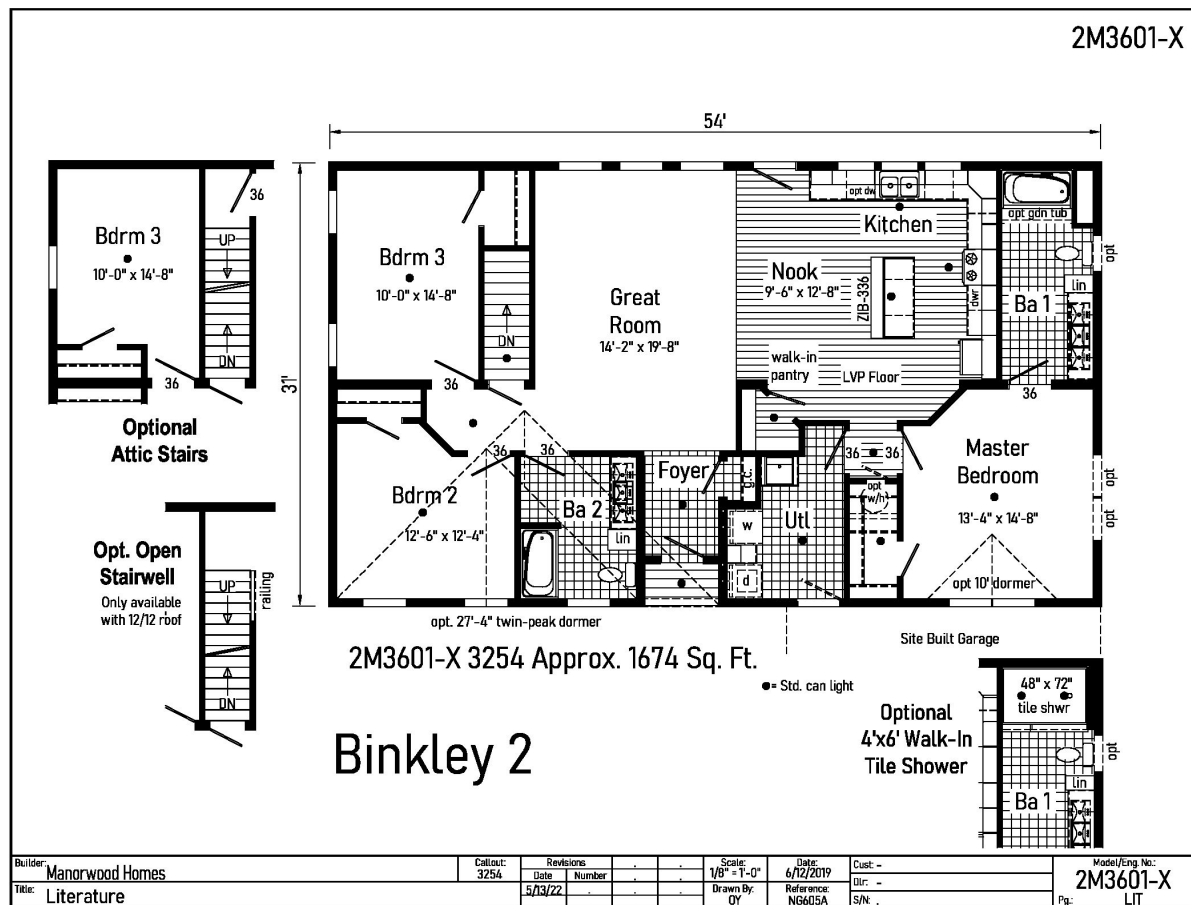 2M3601-X
54'
31'
36
UP
DN
Bdrm 3
10'-0" x 14'-8"
36
Optional
Attic Stairs
Opt. Open
Stairwell
Only available
with 12/12 roof
UP
DN
railing
Bdrm 3
10'-0" x 14'-8"
DN
36
Great
Room
14'-2" x 19'-8"
Nook
9'-6" x 12'-8"
ZIB-336
opt dw
Kitchen
dwr
walk-in
pantry
LVP Floor
opt gdn tub
opt
lin
Ba 1
36
Bdrm 2
12'-6" x 12'-4"
36
36
Ba 2
lin
Foyer
g.c.
w
d
Utl
36
36
opt
w/h
Master
Bedroom
13'-4" x 14'-8"
opt
opt
opt 10' dormer
opt. 27'-4" twin-peak dormer
Site Built Garage
2M3601-X 3254 Approx. 1674 Sq. Ft.
= Std. can light
Binkley 2
Optional
4'x6' Walk-In
Tile Shower
48" x 72"
tile shwr
opt
lin
Ba 1
Builder: Manorwood Homes
Title: Literature
Callout:
3254
Revisions
Date Number
5/13/22
Scale:
1/8" = 1'-0"
Drawn By:
OY
Date:
6/12/2019
Reference:
NG605A
Cust: -
Dlr: -
S/N: .
Model/Eng. No.:
2M3601-X
Pg.: LIT